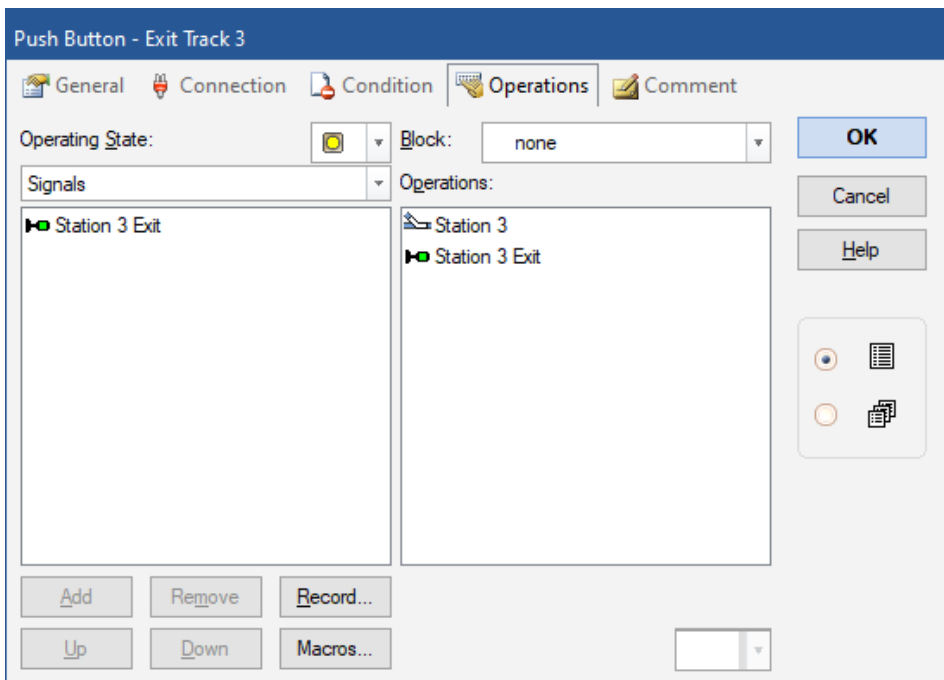 Push Button - Exit Track 3
General Connection Condition Operations Comment
Operating State:
Block: none
OK
Signals
Operations:
Cancel
Station 3 Exit
Station 3
Station 3 Exit
Help
Add Remove Record...
Up Down Macros...